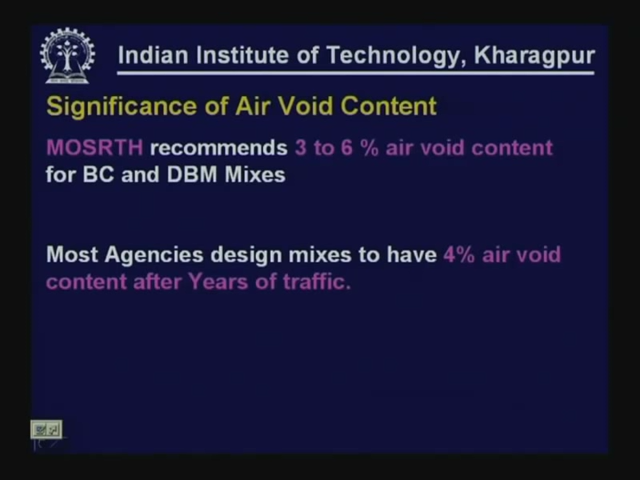 Indian Institute of Technology, Kharagpur
Significance of Air Void Content
MOSRTH recommends 3 to 6 % air void content
for BC and DBM Mixes
Most Agencies design mixes to have 4% air void
content after Years of traffic.